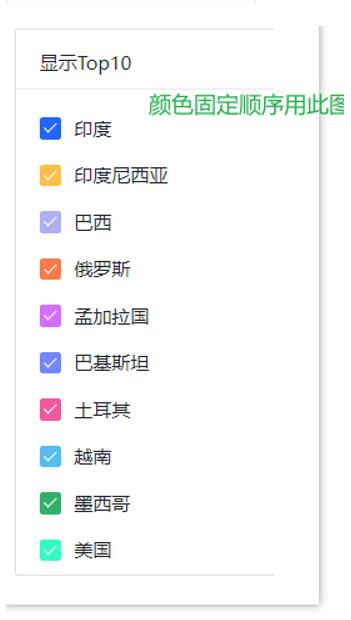 显示Top10
颜色固定顺序用此图
印度
印度尼西亚
巴西
俄罗斯
孟加拉国
巴基斯坦
土耳其
越南
墨西哥
美国